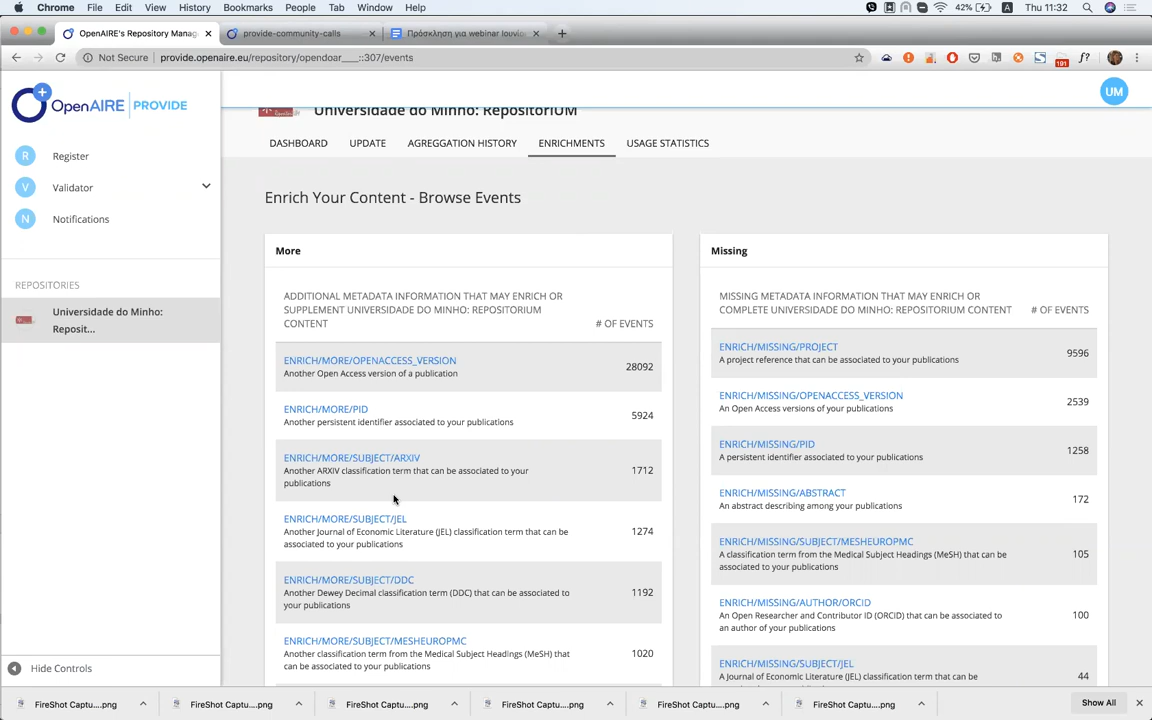 Chrome File Edit View History Bookmarks People Tab Window Help 42% A Thu 11:32
OpenAIRE's Repository Manag × provide-community-calls × ×
Not Secure | provide.openaire.eu/repository/opendoar____::307/events 191 f?
OpenAIRE | PROVIDE UM
Universidade do Minho: RepositoriUM
DASHBOARD UPDATE AGREGGATION HISTORY ENRICHMENTS USAGE STATISTICS
R Register
V Validator
N Notifications
REPOSITORIES
Universidade do Minho:
Reposit...
Hide Controls
Enrich Your Content - Browse Events
More
ADDITIONAL METADATA INFORMATION THAT MAY ENRICH OR
SUPPLEMENT UNIVERSIDADE DO MINHO: REPOSITORIUM
CONTENT # OF EVENTS
ENRICH/MORE/OPENACCESS_VERSION
Another Open Access version of a publication 28092
ENRICH/MORE/PID
Another persistent identifier associated to your publications 5924
ENRICH/MORE/SUBJECT/ARXIV
Another ARXIV classification term that can be associated to your 1712
publications
ENRICH/MORE/SUBJECT/JEL
Another Journal of Economic Literature (JEL) classification term that can be 1274
associated to your publications
ENRICH/MORE/SUBJECT/DDC
Another Dewey Decimal classification term (DDC) that can be associated to 1192
your publications
ENRICH/MORE/SUBJECT/MESHEUROPMC
Another classification term from the Medical Subject Headings (MeSH) that 1020
can be associated to your publications
Missing
MISSING METADATA INFORMATION THAT MAY ENRICH OR
COMPLETE UNIVERSIDADE DO MINHO: REPOSITORIUM CONTENT # OF EVENTS
ENRICH/MISSING/PROJECT
A project reference that can be associated to your publications 9596
ENRICH/MISSING/OPENACCESS_VERSION
An Open Access versions of your publications 2539
ENRICH/MISSING/PID
A persistent identifier associated to your publications 1258
ENRICH/MISSING/ABSTRACT
An abstract describing among your publications 172
ENRICH/MISSING/SUBJECT/MESHEUROPMC
A classification term from the Medical Subject Headings (MeSH) that can be 105
associated to your publications
ENRICH/MISSING/AUTHOR/ORCID
An Open Researcher and Contributor ID (ORCID) that can be associated to 100
an author of your publications
ENRICH/MISSING/SUBJECT/JEL
A Journal of Economic Literature (JEL) classification term that can be 44
FireShot Captu....png FireShot Captu....png FireShot Captu....png FireShot Captu....png FireShot Captu....png FireShot Captu....png Show All ×